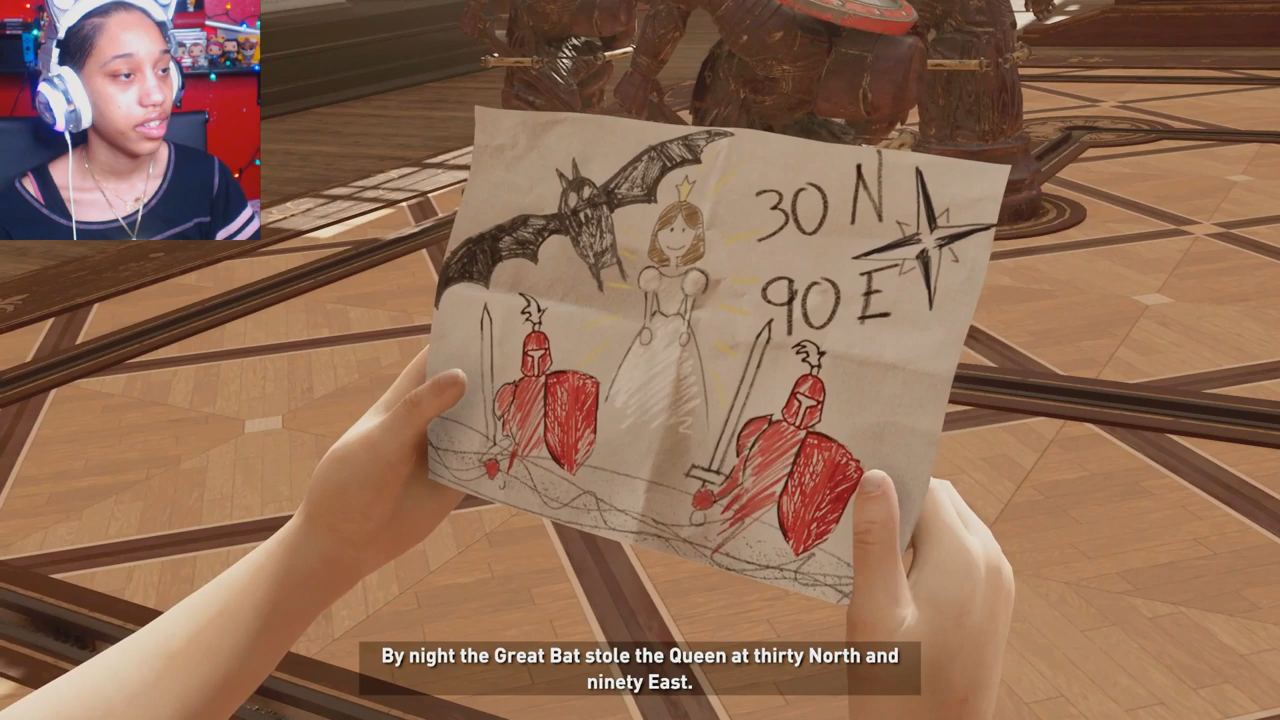 30 N
90 E
By night the Great Bat stole the Queen at thirty North and
ninety East.